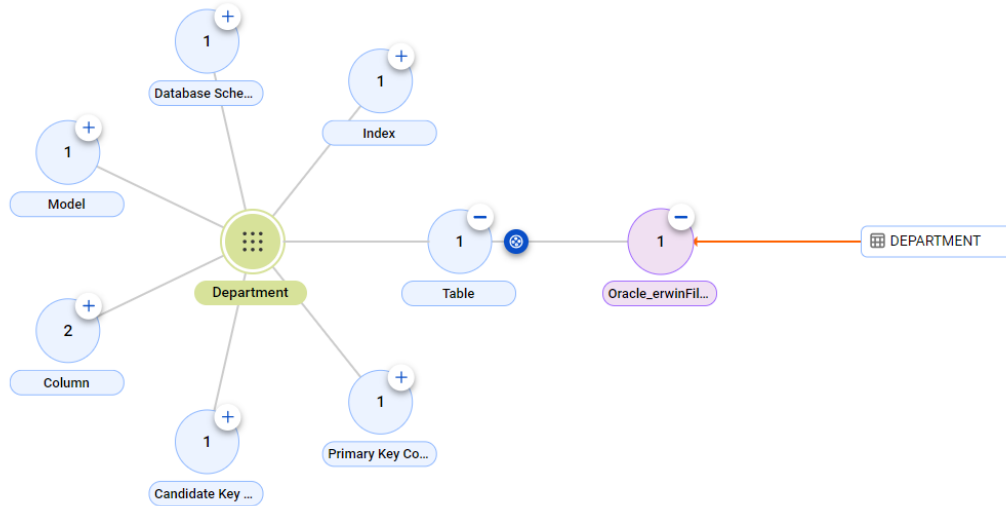 1
Database Sche...
1
Index
1
Model
Department
1
Table
1
Oracle_erwinFil...
DEPARTMENT
2
Column
1
Candidate Key ...
1
Primary Key Co...